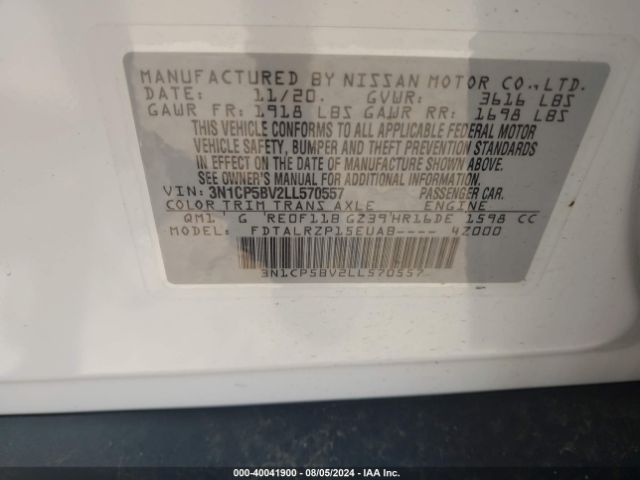 MANUFACTURED BY NISSAN MOTOR CO.,LTD.
DATE: 11/20. GVWR: 3616 LBS
GAWR FR: 1918 LBS GAWR RR: 1698 LBS
THIS VEHICLE CONFORMS TO ALL APPLICABLE FEDERAL MOTOR
VEHICLE SAFETY, BUMPER AND THEFT PREVENTION STANDARDS
IN EFFECT ON THE DATE OF MANUFACTURE SHOWN ABOVE.
SEE OWNER'S MANUAL FOR ADDITIONAL INFORMATION.
VIN: 3N1CP5BV2LL570557 PASSENGER CAR.
COLOR TRIM TRANS AXLE ENGINE
QM1 G RE0F11B GZ39 HR16DE 1598 CC
MODEL: FDTALRZP15EUAB---- 42000
3N1CP5BV2LL570557
000-40041900 - 08/05/2024 - IAA Inc.